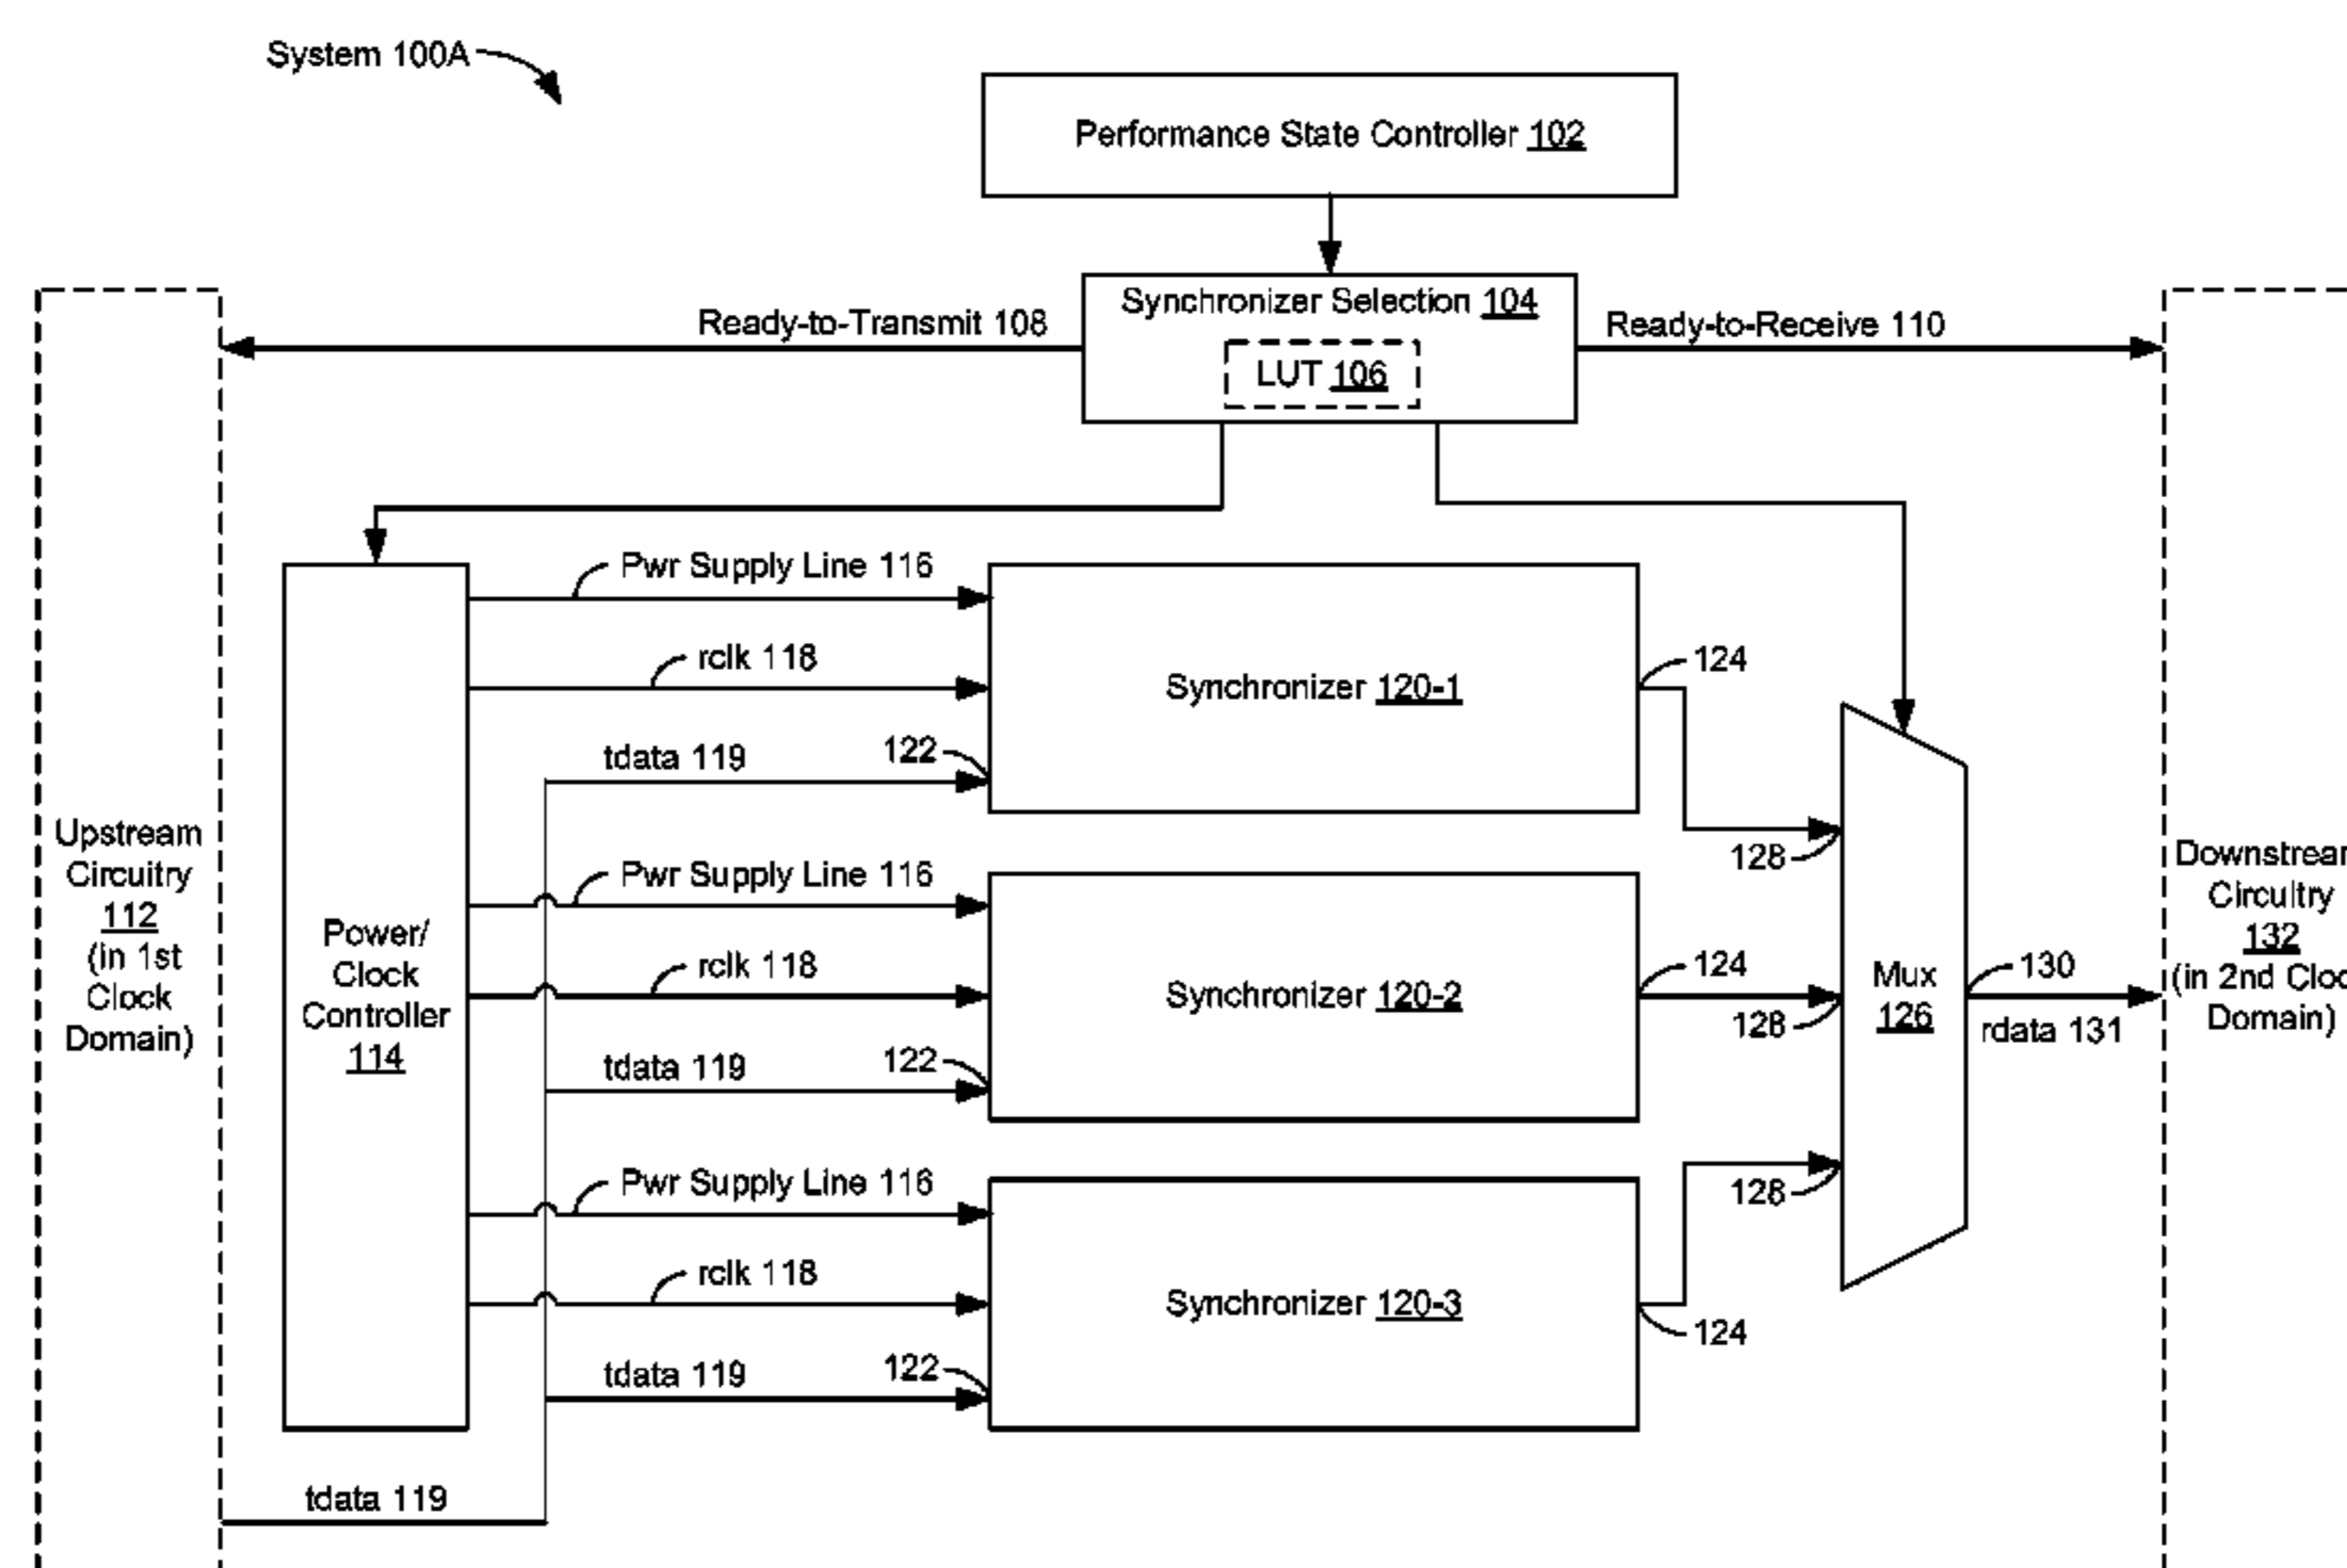 System 100A
Performance State Controller 102
Synchronizer Selection 104
LUT 106
Ready-to-Transmit 108
Ready-to-Receive 110
Upstream
Circuitry
112
(in 1st
Clock
Domain)
Power/
Clock
Controller
114
Pwr Supply Line 116
rclk 118
tdata 119
122
Synchronizer 120-1
124
128
Pwr Supply Line 116
rclk 118
tdata 119
122
Synchronizer 120-2
124
128
Pwr Supply Line 116
rclk 118
tdata 119
122
Synchronizer 120-3
124
128
Mux
126
130
rdata 131
Downstrear
Circuitry
132
(in 2nd Cloc
Domain)
tdata 119